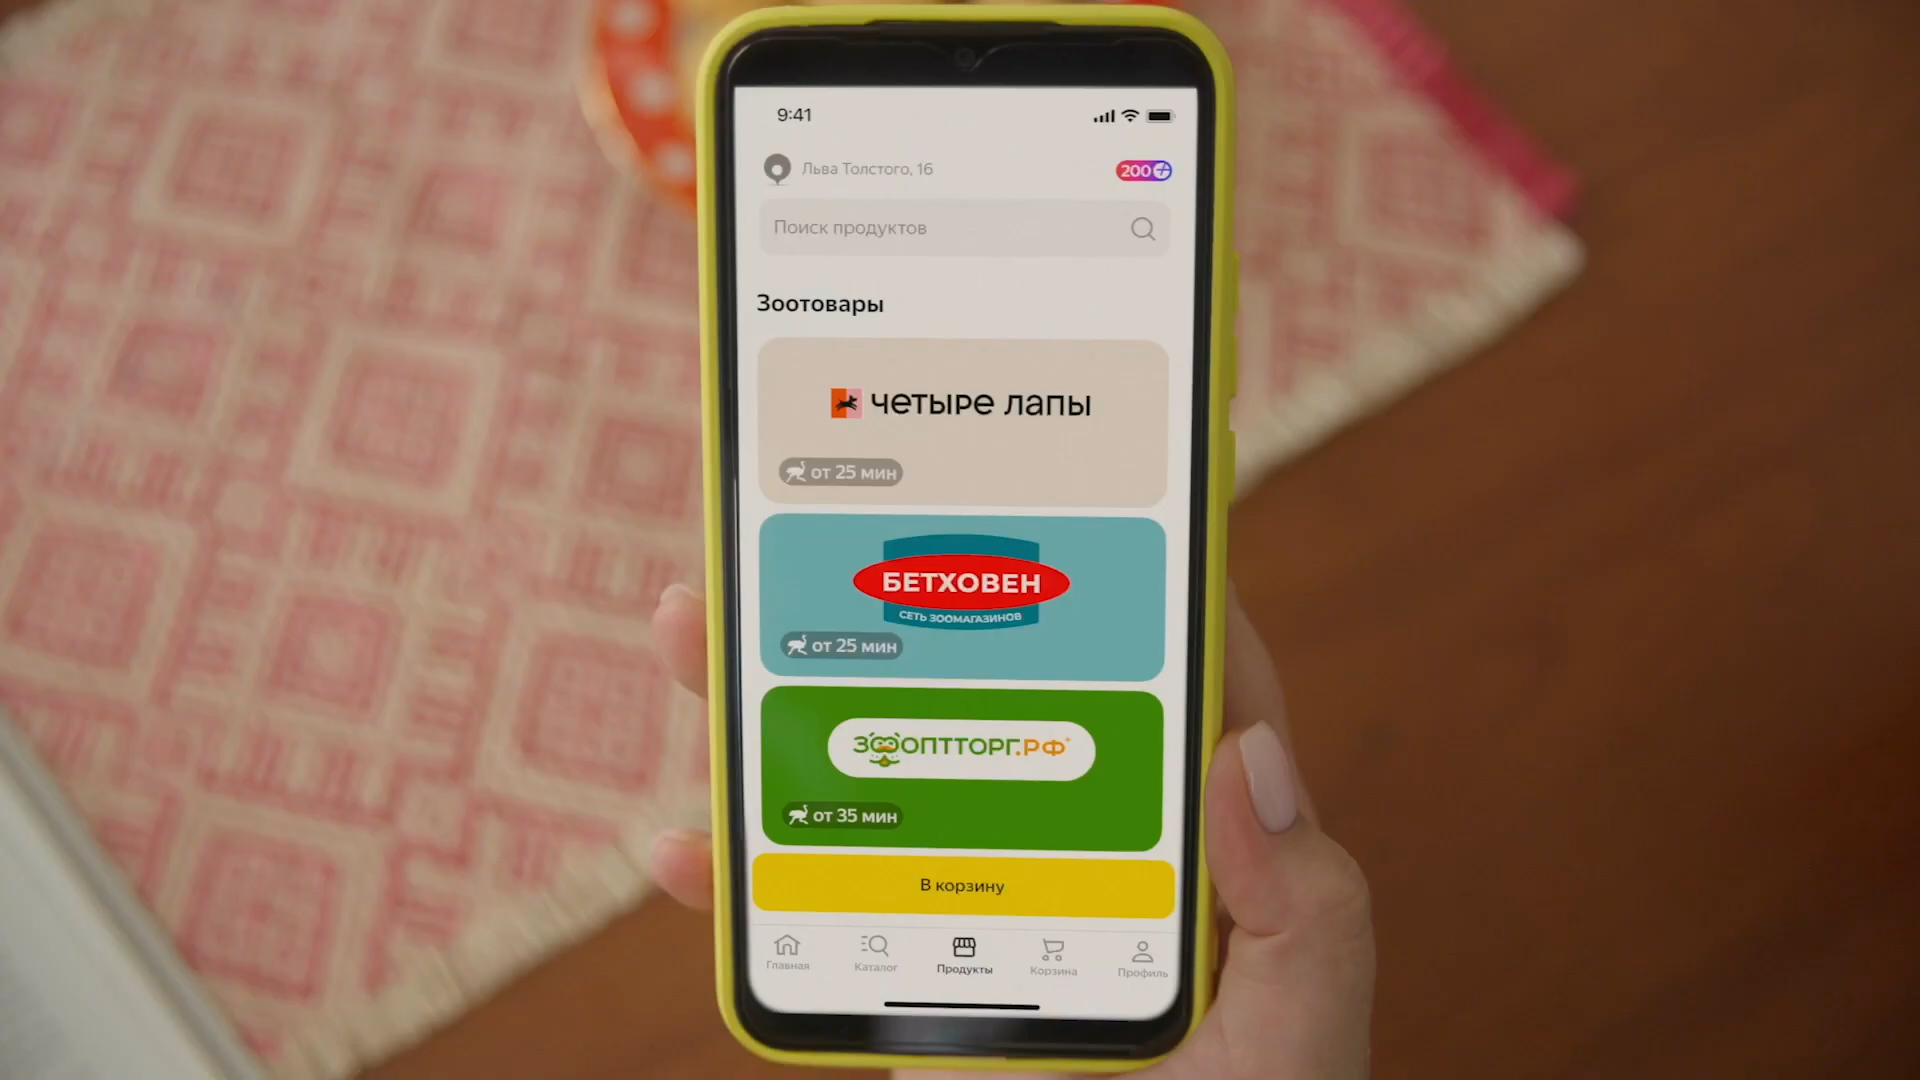 9:41
Льва Толстого, 16
200
Поиск продуктов
Зоотовары
четыре лапы
от 25 мин
БЕТХОВЕН
СЕТЬ ЗООМАГАЗИНОВ
от 25 мин
ЗООПТТОРГ.РФ
от 35 мин
В корзину
Главная
Каталог
Продукты
Корзина
Профиль